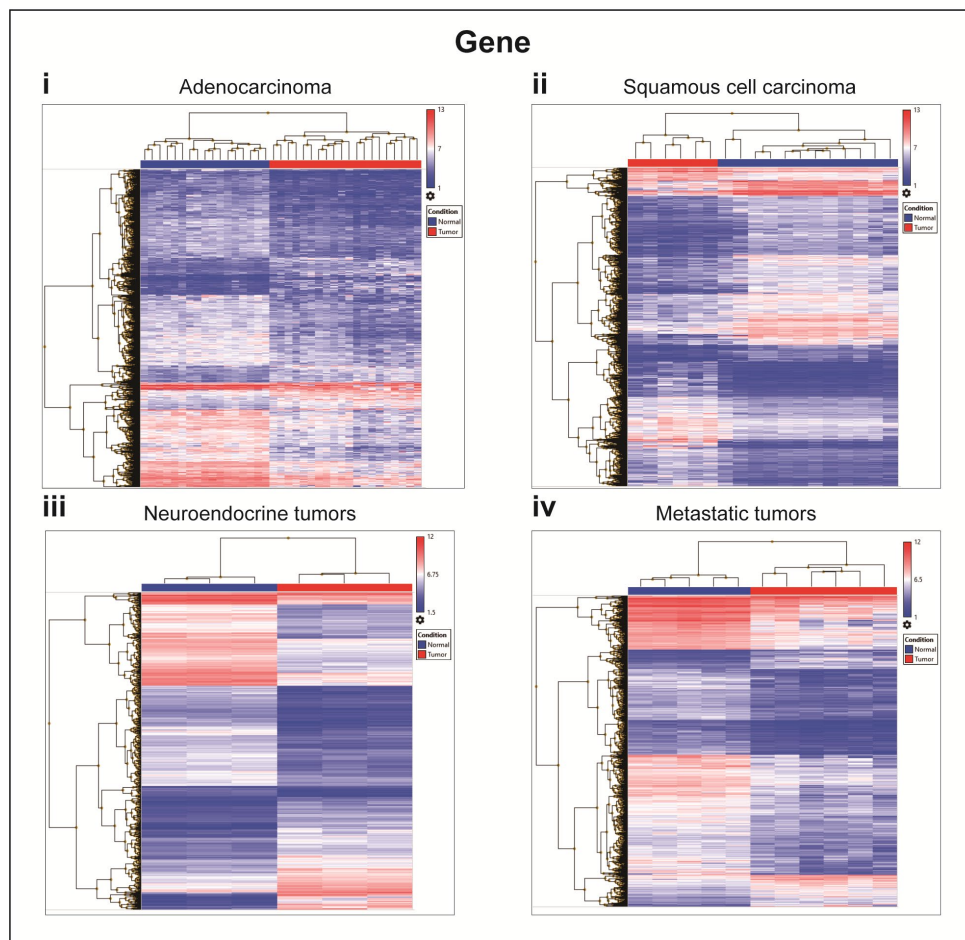 Gene
i
Adenocarcinoma
13
7
1
Condition
Normal
Tumor
ii
Squamous cell carcinoma
13
7
1
Condition
Normal
Tumor
iii
Neuroendocrine tumors
12
6.75
1.5
Condition
Normal
Tumor
iv
Metastatic tumors
12
6.5
1
Condition
Normal
Tumor